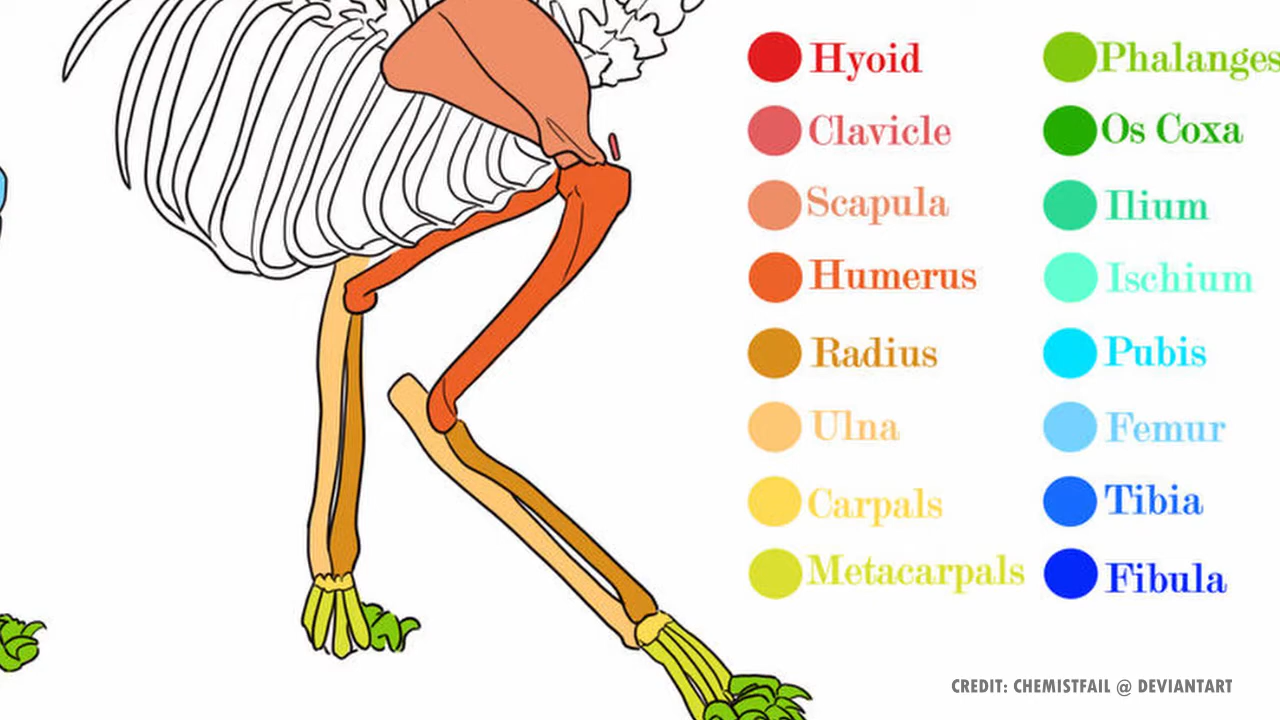 Hyoid
Clavicle
Scapula
Humerus
Radius
Ulna
Carpals
Metacarpals
Phalanges
Os Coxa
Ilium
Ischium
Pubis
Femur
Tibia
Fibula
CREDIT: CHEMISTFAIL @ DEVIANTART